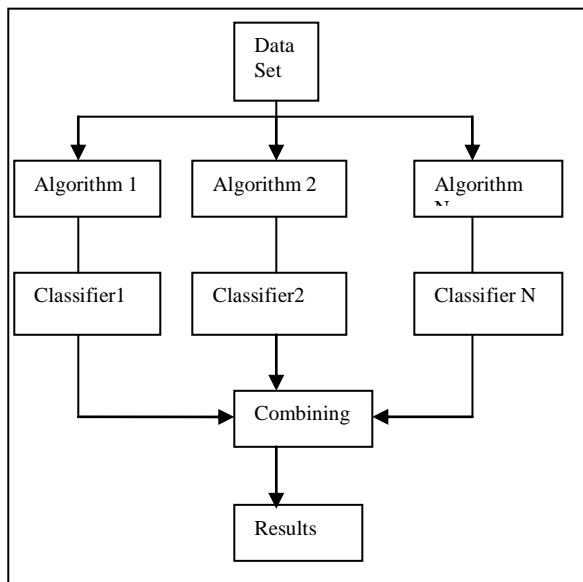 Data
Set
Algorithm 1
Algorithm 2
Algorithm
Classifier1
Classifier2
Classifier N
Combining
Results